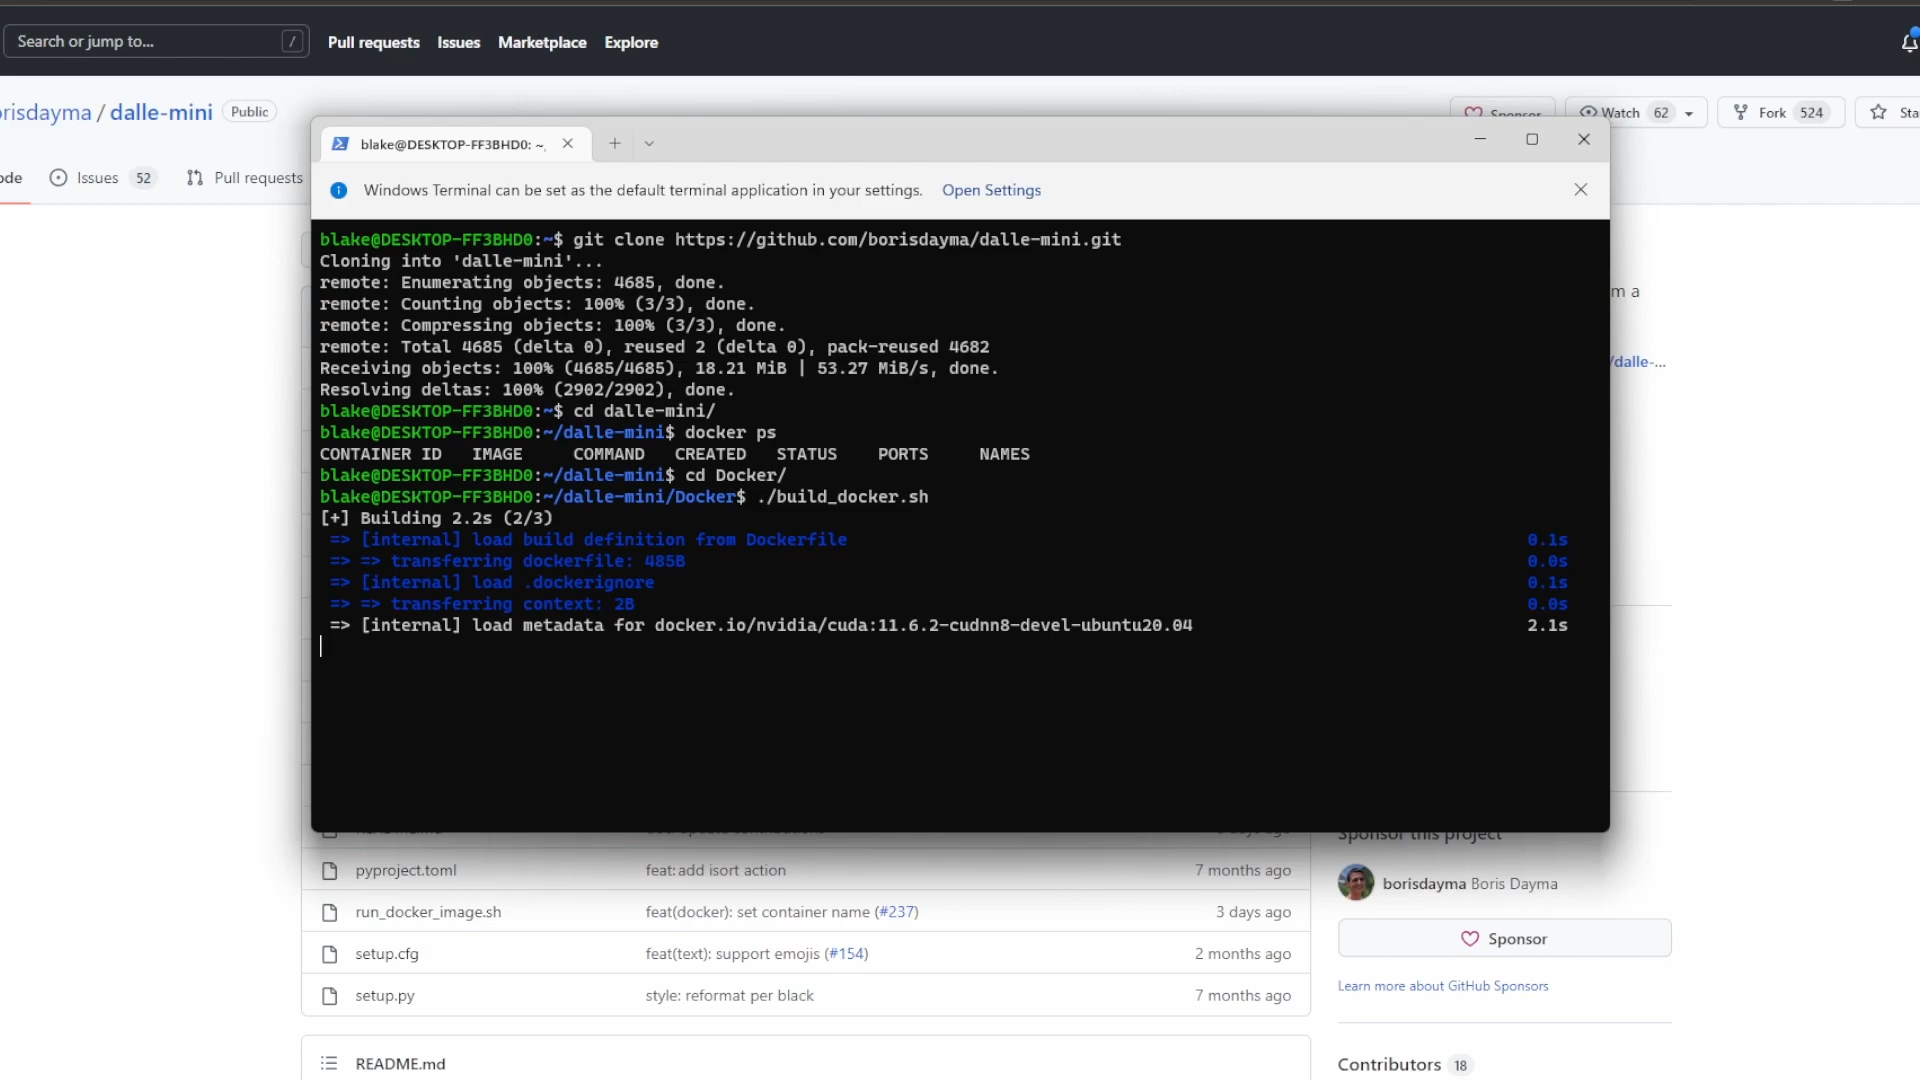 Search or jump to... /
Pull requests Issues Marketplace Explore
risdayma / dalle-mini Public
Watch 62 Fork 524
Issues 52 Pull requests
blake@DESKTOP-FF3BHD0: ~
Windows Terminal can be set as the default terminal application in your settings. Open Settings
blake@DESKTOP-FF3BHD0:~$ git clone https://github.com/borisdayma/dalle-mini.git
Cloning into 'dalle-mini'...
remote: Enumerating objects: 4685, done.
remote: Counting objects: 100% (3/3), done.
remote: Compressing objects: 100% (3/3), done.
remote: Total 4685 (delta 0), reused 2 (delta 0), pack-reused 4682
Receiving objects: 100% (4685/4685), 18.21 MiB | 53.27 MiB/s, done.
Resolving deltas: 100% (2902/2902), done.
blake@DESKTOP-FF3BHD0:~$ cd dalle-mini/
blake@DESKTOP-FF3BHD0:~/dalle-mini$ docker ps
CONTAINER ID IMAGE COMMAND CREATED STATUS PORTS NAMES
blake@DESKTOP-FF3BHD0:~/dalle-mini$ cd Docker/
blake@DESKTOP-FF3BHD0:~/dalle-mini/Docker$ ./build_docker.sh
[+] Building 2.2s (2/3)
=> [internal] load build definition from Dockerfile 0.1s
=> => transferring dockerfile: 485B 0.0s
=> [internal] load .dockerignore 0.1s
=> => transferring context: 2B 0.0s
=> [internal] load metadata for docker.io/nvidia/cuda:11.6.2-cudnn8-devel-ubuntu20.04 2.1s
m a
/dalle-...
Sponsor this project
pyproject.toml feat: add isort action 7 months ago
borisdayma Boris Dayma
run_docker_image.sh feat(docker): set container name (#237) 3 days ago
Sponsor
setup.cfg feat(text): support emojis (#154) 2 months ago
Learn more about GitHub Sponsors
setup.py style: reformat per black 7 months ago
README.md
Contributors 18